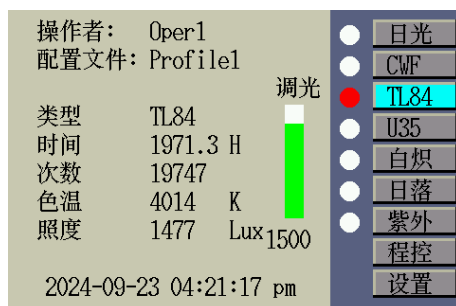 操作者: Oper1
配置文件: Profile1
调光
类型 TL84
时间 1971.3 H
次数 19747
色温 4014 K
照度 1477 Lux
1500
2024-09-23 04:21:17 pm
日光
CWF
TL84
U35
白炽
日落
紫外
程控
设置